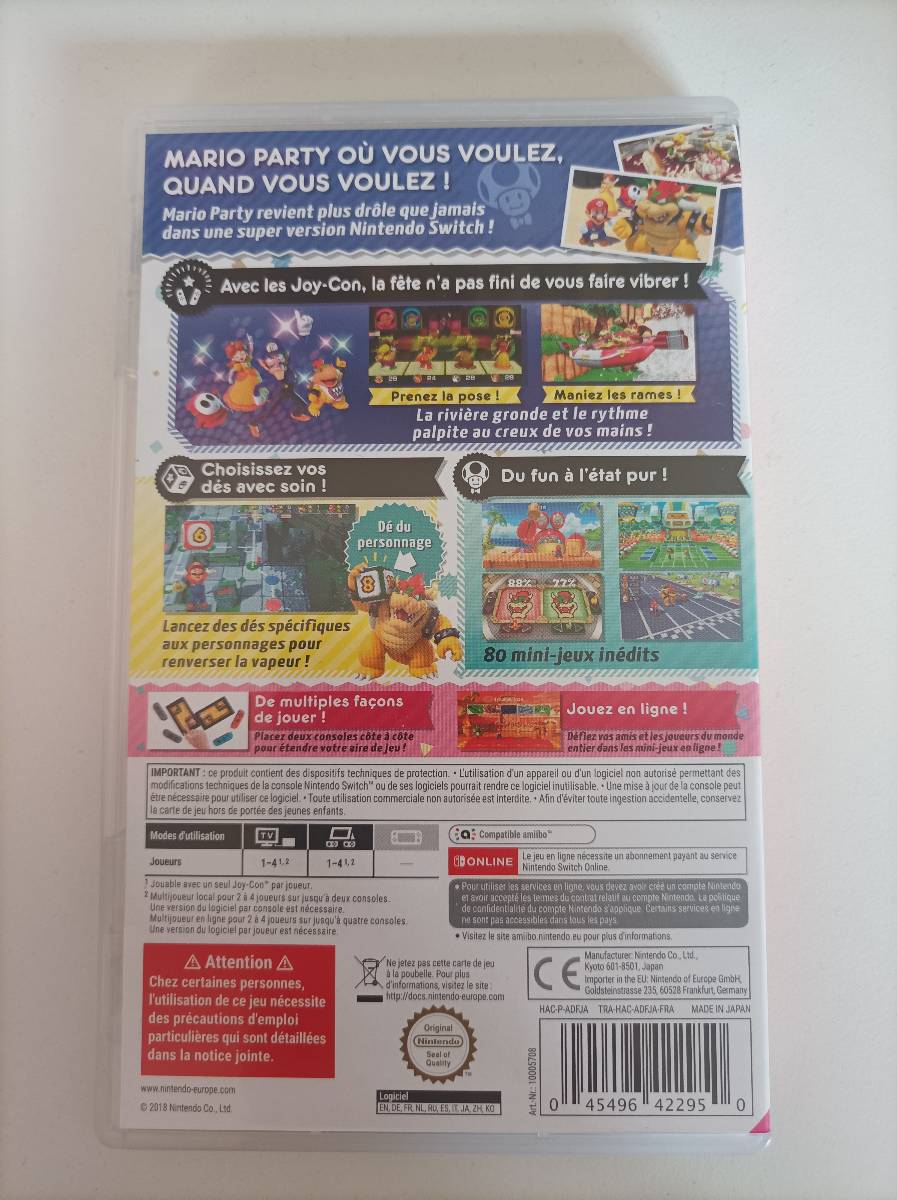 MARIO PARTY OÙ VOUS VOULEZ,
QUAND VOUS VOULEZ !
Mario Party revient plus drôle que jamais
dans une super version Nintendo Switch !
Avec les Joy-Con, la fête n'a pas fini de vous faire vibrer !
28 24 28 28
Prenez la pose !
Maniez les rames !
La rivière gronde et le rythme
palpite au creux de vos mains !
Choisissez vos
dés avec soin !
6
Dé du
personnage
8
Lancez des dés spécifiques
aux personnages pour
renverser la vapeur !
Du fun à l'état pur !
88% 77%
80 mini-jeux inédits
De multiples façons
de jouer !
Placez deux consoles côte à côte
pour étendre votre aire de jeu !
Jouez en ligne !
Défiez vos amis et les joueurs du monde
entier dans les mini-jeux en ligne !
IMPORTANT : ce produit contient des dispositifs techniques de protection. • L'utilisation d'un appareil ou d'un logiciel non autorisé permettant des
modifications techniques de la console Nintendo Switch™ ou de ses logiciels pourrait rendre ce logiciel inutilisable. • Une mise à jour de la console peut
être nécessaire pour utiliser ce logiciel. • Toute utilisation commerciale non autorisée est interdite. • Afin d'éviter toute ingestion accidentelle, conservez
la carte de jeu hors de portée des jeunes enfants.
Modes d'utilisation TV
Joueurs 1-4 1, 2 1-4 1, 2 —
1 Jouable avec un seul Joy-Con™ par joueur.
2 Multijoueur local pour 2 à 4 joueurs sur jusqu'à deux consoles.
Une version du logiciel par console est nécessaire.
Multijoueur en ligne pour 2 à 4 joueurs sur jusqu'à quatre consoles.
Une version du logiciel par joueur est nécessaire.
a Compatible amiibo™
ONLINE
Le jeu en ligne nécessite un abonnement payant au service
Nintendo Switch Online.
• Pour utiliser les services en ligne, vous devez avoir créé un compte Nintendo
et avoir accepté les termes du contrat relatif au compte Nintendo. La politique
de confidentialité du compte Nintendo s'applique. Certains services en ligne
ne sont pas accessibles dans tous les pays.
• Visitez le site amiibo.nintendo.eu pour plus d'informations.
Attention
Chez certaines personnes,
l'utilisation de ce jeu nécessite
des précautions d'emploi
particulières qui sont détaillées
dans la notice jointe.
Ne jetez pas cette carte de jeu
à la poubelle. Pour plus
d'informations, visitez le site :
http://docs.nintendo-europe.com
CE
Manufacturer: Nintendo Co., Ltd.,
Kyoto 601-8501, Japan
Importer in the EU: Nintendo of Europe GmbH,
Goldsteinstrasse 235, 60528 Frankfurt, Germany
HAC-P-ADFJA TRA-HAC-ADFJA-FRA MADE IN JAPAN
Original
Nintendo
Seal of
Quality
TM
Art.-Nr.: 10005708
0 45496 42295 0
www.nintendo-europe.com
© 2018 Nintendo Co., Ltd.
Logiciel
EN, DE, FR, NL, RU, ES, IT, JA, ZH, KO